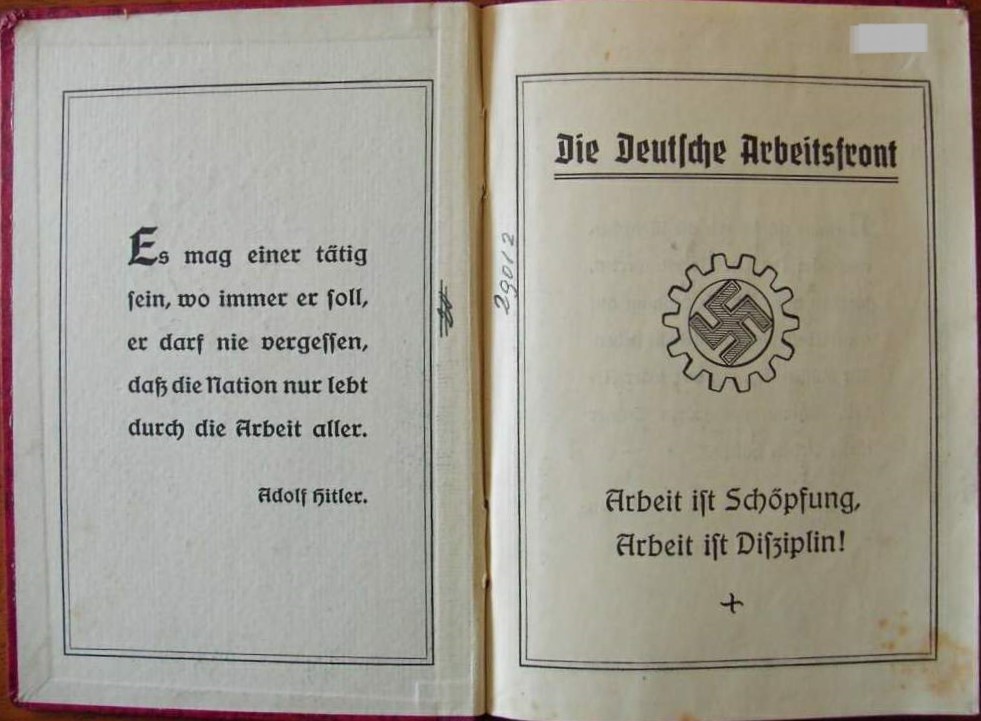 Es mag einer tätig
sein, wo immer er soll,
er darf nie vergessen,
daß die Nation nur lebt
durch die Arbeit aller.
Adolf Hitler.
29012
Die Deutsche Arbeitsfront
Arbeit ist Schöpfung,
Arbeit ist Disziplin!